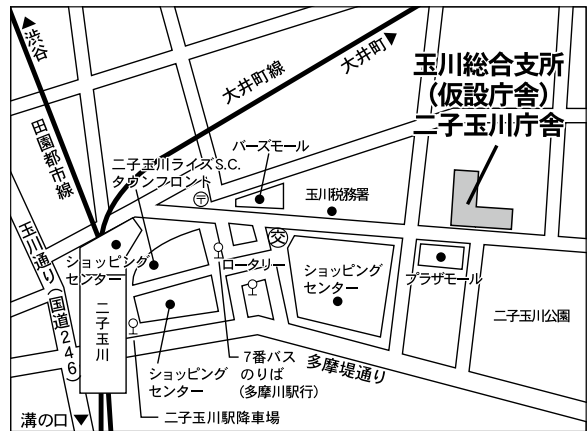 ▲渋谷
田園都市線
大井町線
大井町▶
玉川総合支所
（仮設庁舎）
二子玉川庁舎
二子玉川ライズS.C.
タウンフロント
バーズモール
玉川税務署
〒
交
ショッピング
センター
ロータリー
ショッピング
センター
プラザモール
二子玉川公園
玉川通り（国道246）
二子玉川
ショッピング
センター
7番バス
のりば
（多摩川駅行）
多摩堤通り
二子玉川駅降車場
溝の口▼